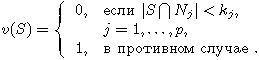 v(S) = { 0, если |S ⋂ N_j| < k_j,
j = 1, . . . , p,
1, в противном случае .